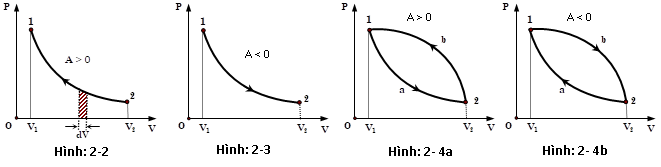 P
1
A > 0
2
O
V₁
dV
V₂
V
Hình: 2-2
P
1
A < 0
2
O
V₁
V₂
V
Hình: 2-3
P
1
A > 0
b
a
2
O
V₁
V₂
V
Hình: 2- 4a
P
1
A < 0
b
a
2
O
V₁
V₂
V
Hình: 2- 4b